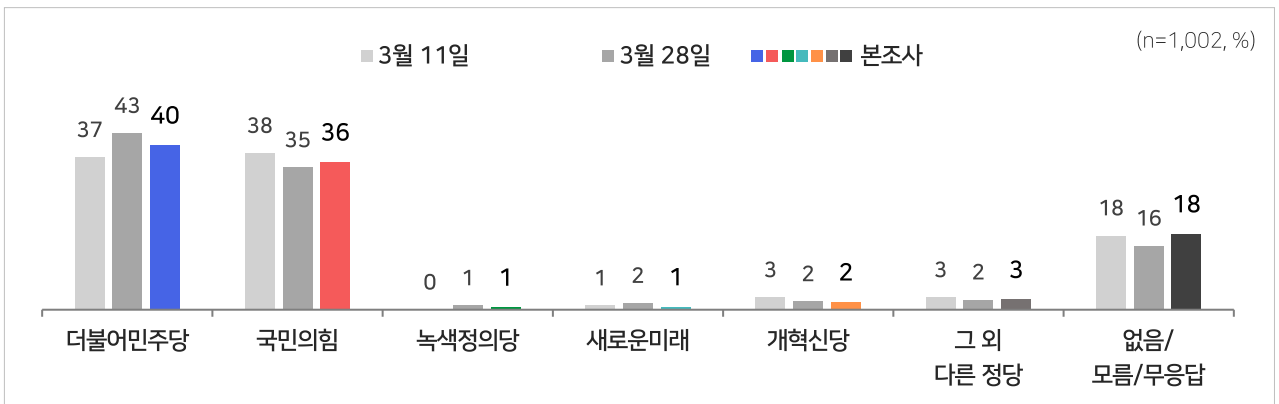 (n=1,002, %)
3월 11일 3월 28일 본조사
37 43 40 38 35 36 0 1 1 1 2 1 3 2 2 3 2 3 18 16 18
더불어민주당 국민의힘 녹색정의당 새로운미래 개혁신당 그 외 없음/
다른 정당 모름/무응답